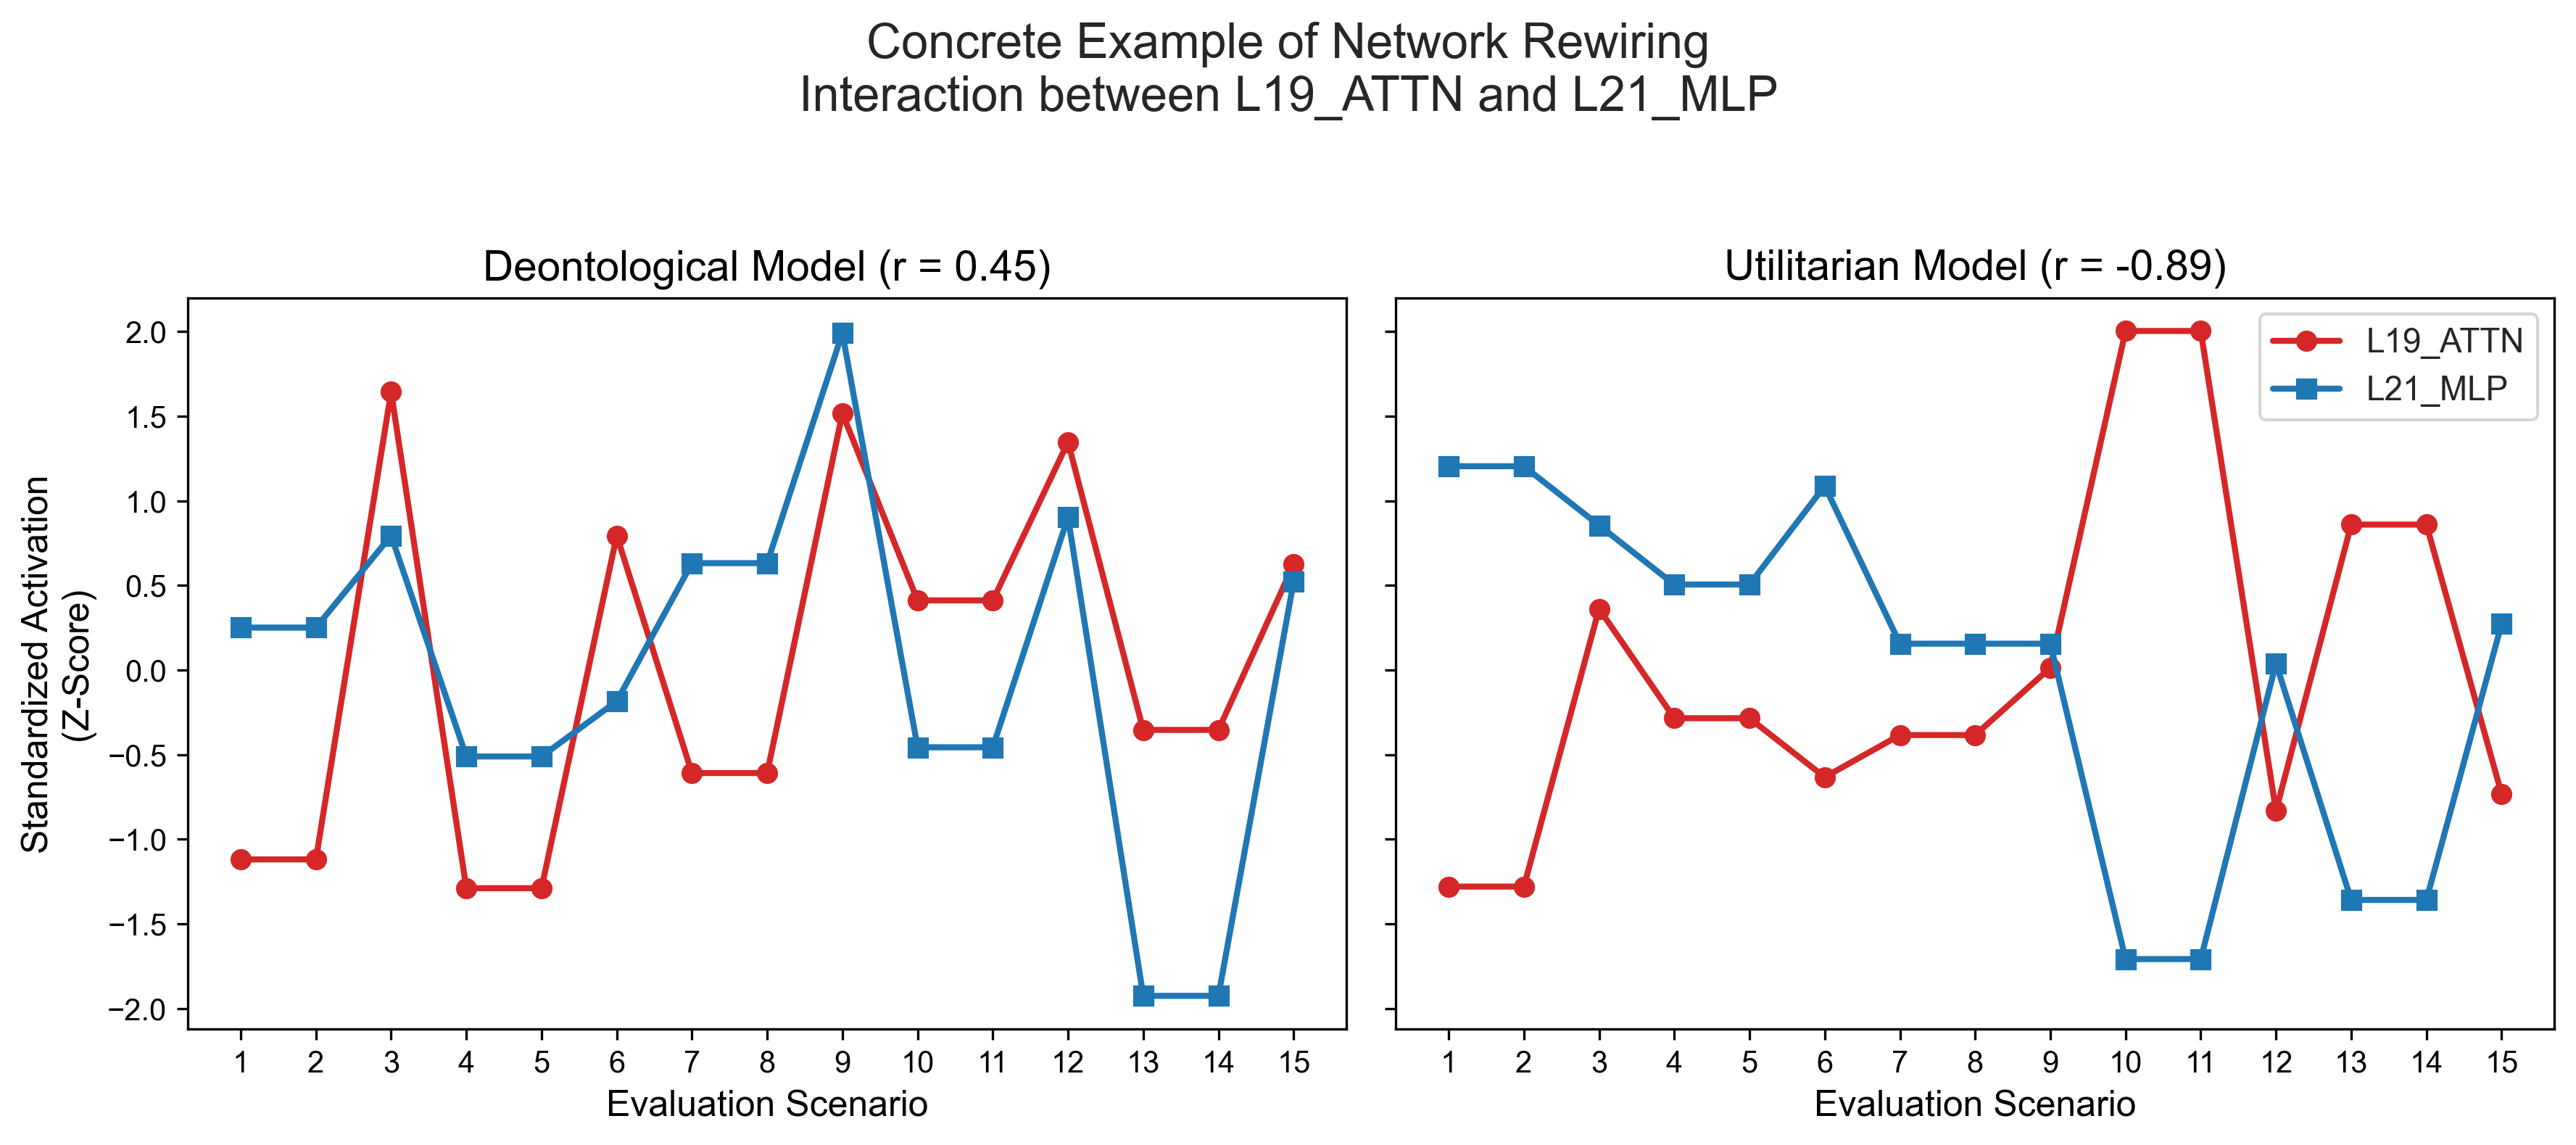 Concrete Example of Network Rewiring
Interaction between L19_ATTN and L21_MLP
Deontological Model (r = 0.45)
Utilitarian Model (r = -0.89)
Standardized Activation
(Z-Score)
2.0
1.5
1.0
0.5
0.0
−0.5
−1.0
−1.5
−2.0
L19_ATTN
L21_MLP
1 2 3 4 5 6 7 8 9 10 11 12 13 14 15
1 2 3 4 5 6 7 8 9 10 11 12 13 14 15
Evaluation Scenario
Evaluation Scenario